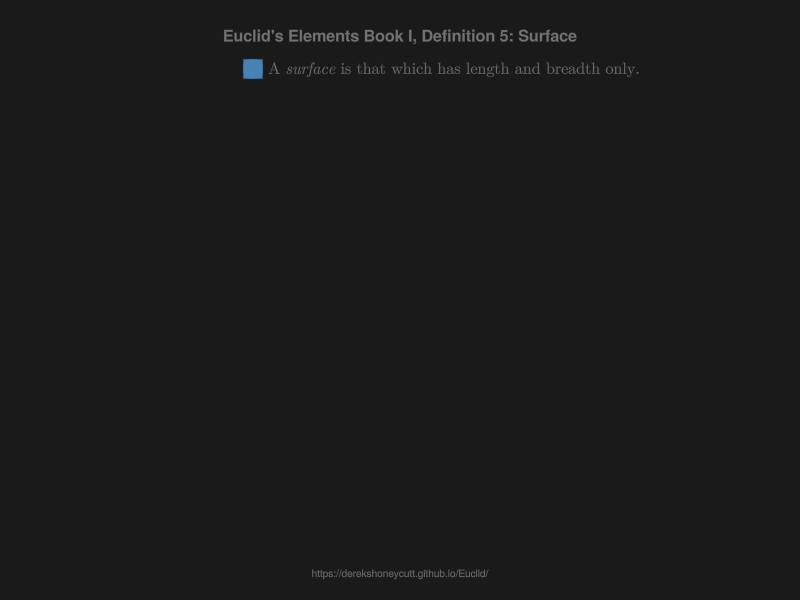 Euclid's Elements Book I, Definition 5: Surface
A surface is that which has length and breadth only.
https://derekshoneycutt.github.io/Euclid/